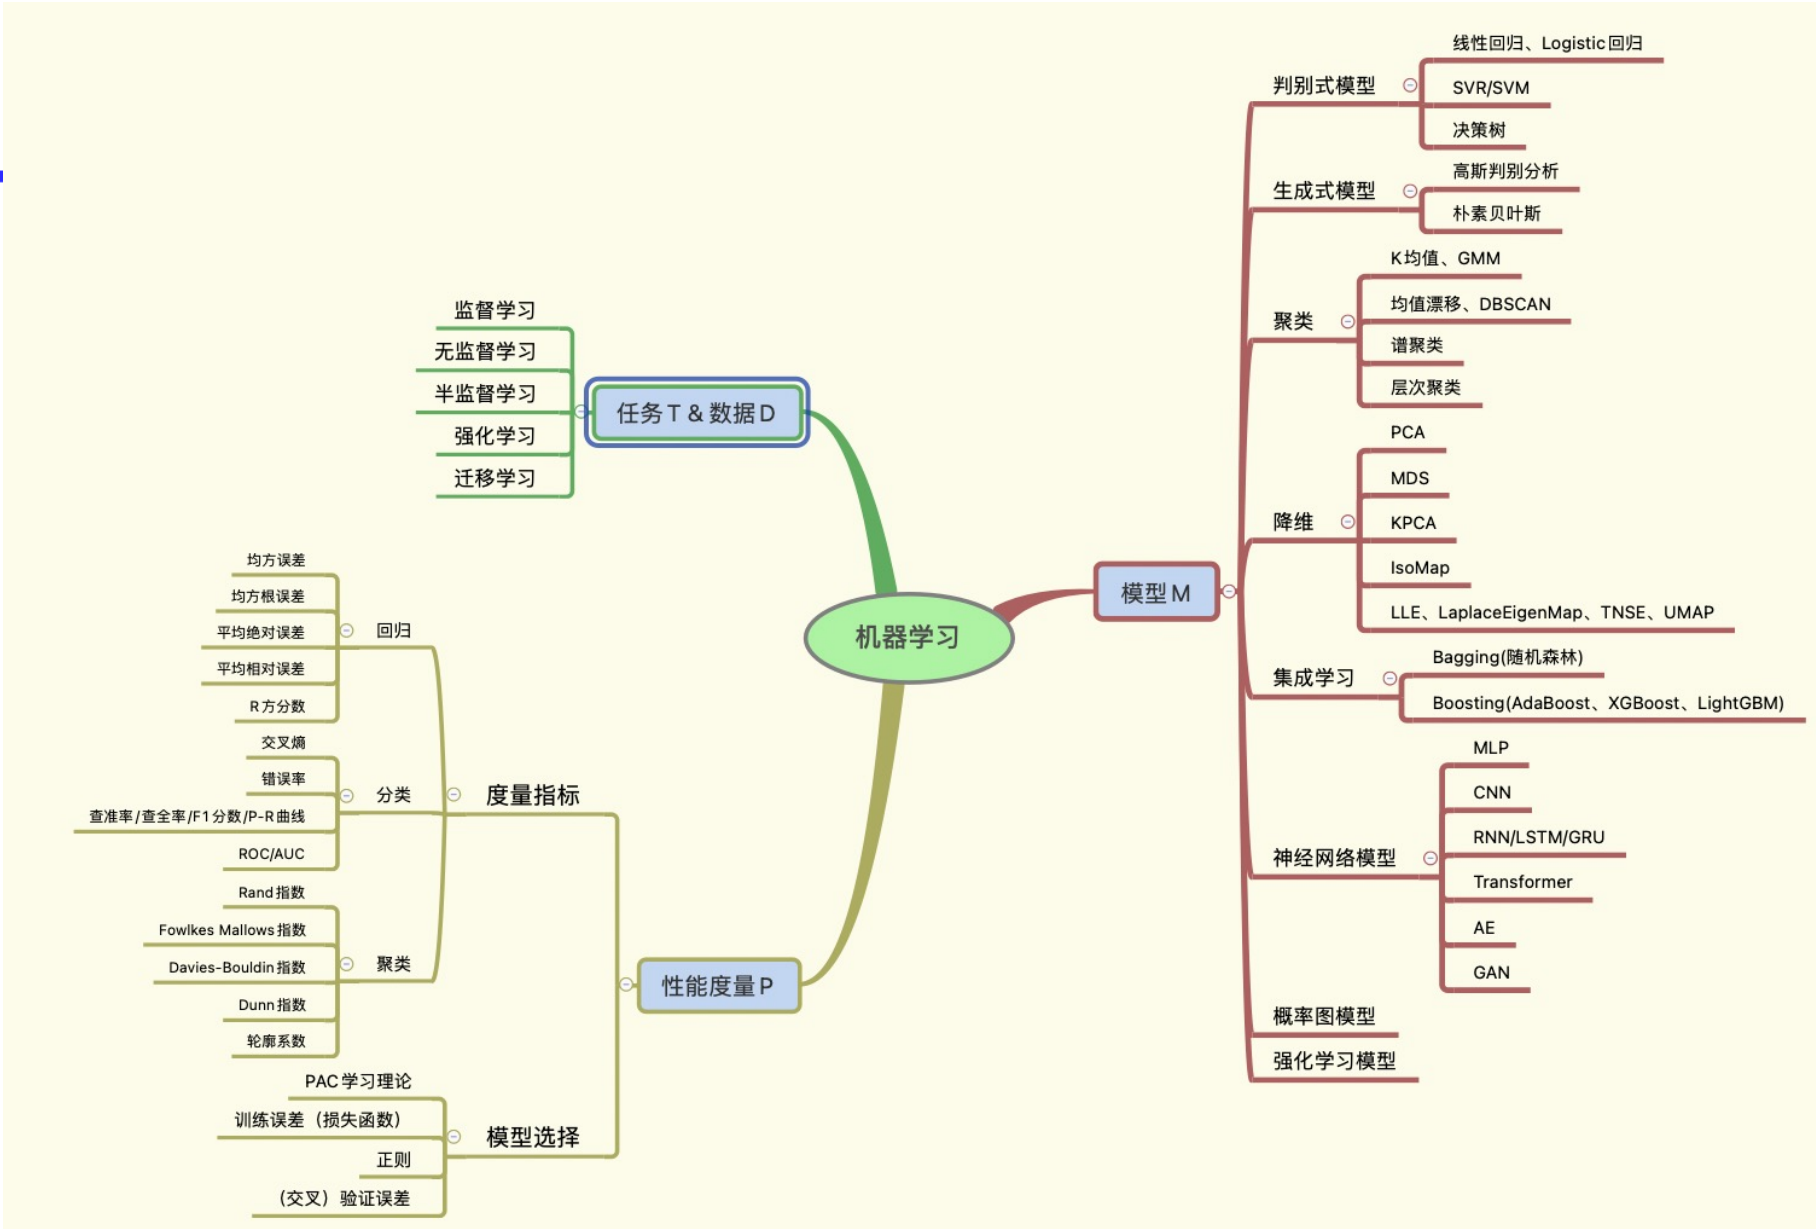 机器学习
任务T & 数据D
监督学习
无监督学习
半监督学习
强化学习
迁移学习
性能度量P
度量指标
回归
均方误差
均方根误差
平均绝对误差
平均相对误差
R方分数
分类
交叉熵
错误率
查准率/查全率/F1分数/P-R曲线
ROC/AUC
聚类
Rand指数
Fowlkes Mallows指数
Davies-Bouldin指数
Dunn指数
轮廓系数
模型选择
PAC学习理论
训练误差（损失函数）
正则
（交叉）验证误差
模型M
判别式模型
线性回归、Logistic回归
SVR/SVM
决策树
生成式模型
高斯判别分析
朴素贝叶斯
聚类
K均值、GMM
均值漂移、DBSCAN
谱聚类
层次聚类
降维
PCA
MDS
KPCA
IsoMap
LLE、LaplaceEigenMap、TNSE、UMAP
集成学习
Bagging(随机森林)
Boosting(AdaBoost、XGBoost、LightGBM)
神经网络模型
MLP
CNN
RNN/LSTM/GRU
Transformer
AE
GAN
概率图模型
强化学习模型